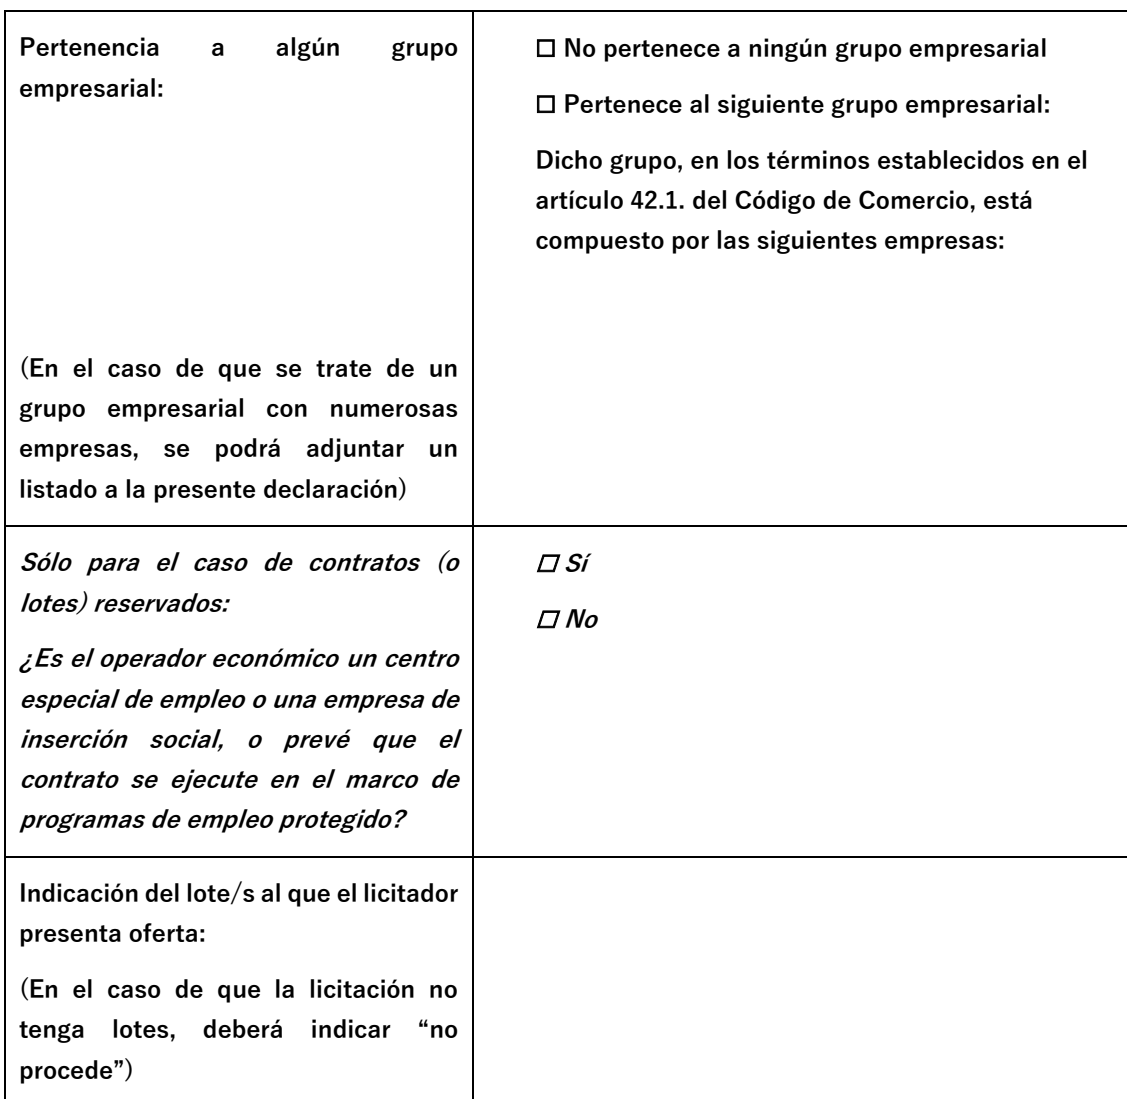 Pertenencia a algún grupo
empresarial:
(En el caso de que se trate de un
grupo empresarial con numerosas
empresas, se podrá adjuntar un
listado a la presente declaración)
☐ No pertenece a ningún grupo empresarial
☐ Pertenece al siguiente grupo empresarial:
Dicho grupo, en los términos establecidos en el
artículo 42.1. del Código de Comercio, está
compuesto por las siguientes empresas:
Sólo para el caso de contratos (o
lotes) reservados:
¿Es el operador económico un centro
especial de empleo o una empresa de
inserción social, o prevé que el
contrato se ejecute en el marco de
programas de empleo protegido?
☐ Sí
☐ No
Indicación del lote/s al que el licitador
presenta oferta:
(En el caso de que la licitación no
tenga lotes, deberá indicar “no
procede”)